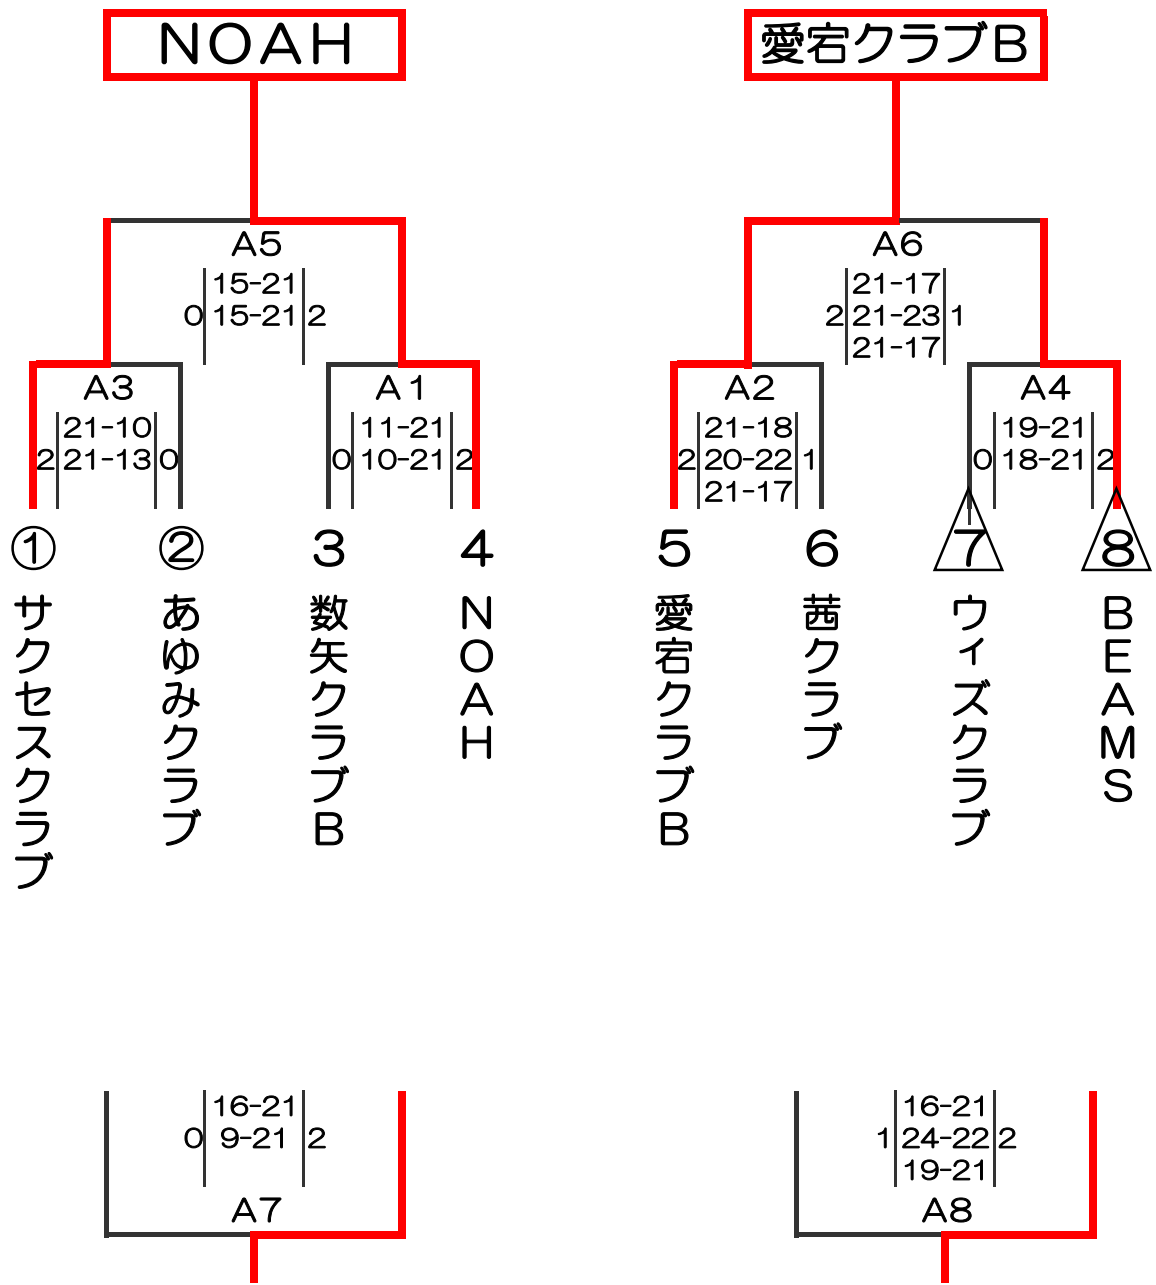 NOAH
愛宕クラブB
A5
15-21
0 15-21 2
A6
21-17
2 21-23 1
21-17
A3
21-10
2 21-13 0
A1
11-21
0 10-21 2
A2
21-18
2 20-22 1
21-17
A4
19-21
0 18-21 2
① サクセスクラブ
② あゆみクラブ
3 数矢クラブB
4 NOAH
5 愛宕クラブB
6 茜クラブ
7 ウィズクラブ
8 BEAMS
16-21
0 9-21 2
A7
16-21
1 24-22 2
19-21
A8